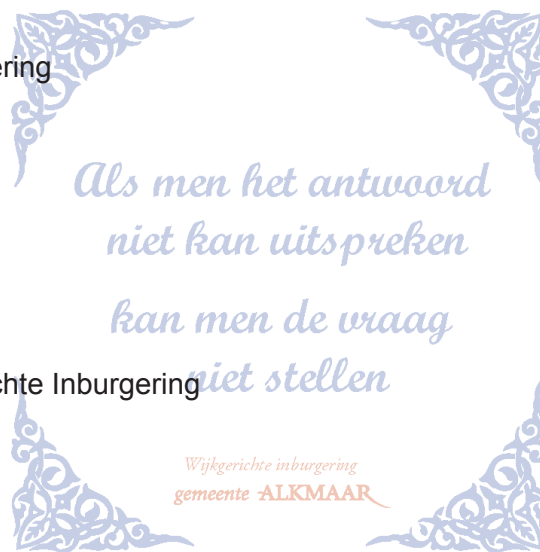 ering
Als men het antwoord
niet kan uitspreken
kan men de vraag
niet stellen
chte Inburgering
Wijkgerichte inburgering
gemeente ALKMAAR